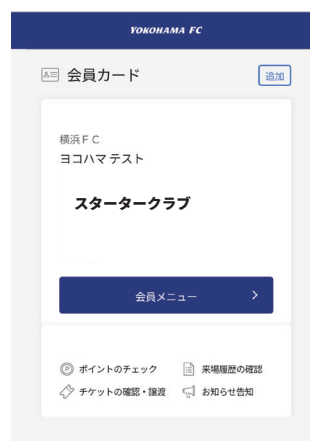 YOKOHAMA FC
会員カード
追加
横浜FC
ヨコハマ テスト
スタータークラブ
会員メニュー
ポイントのチェック 来場履歴の確認
チケットの確認・譲渡 お知らせ告知